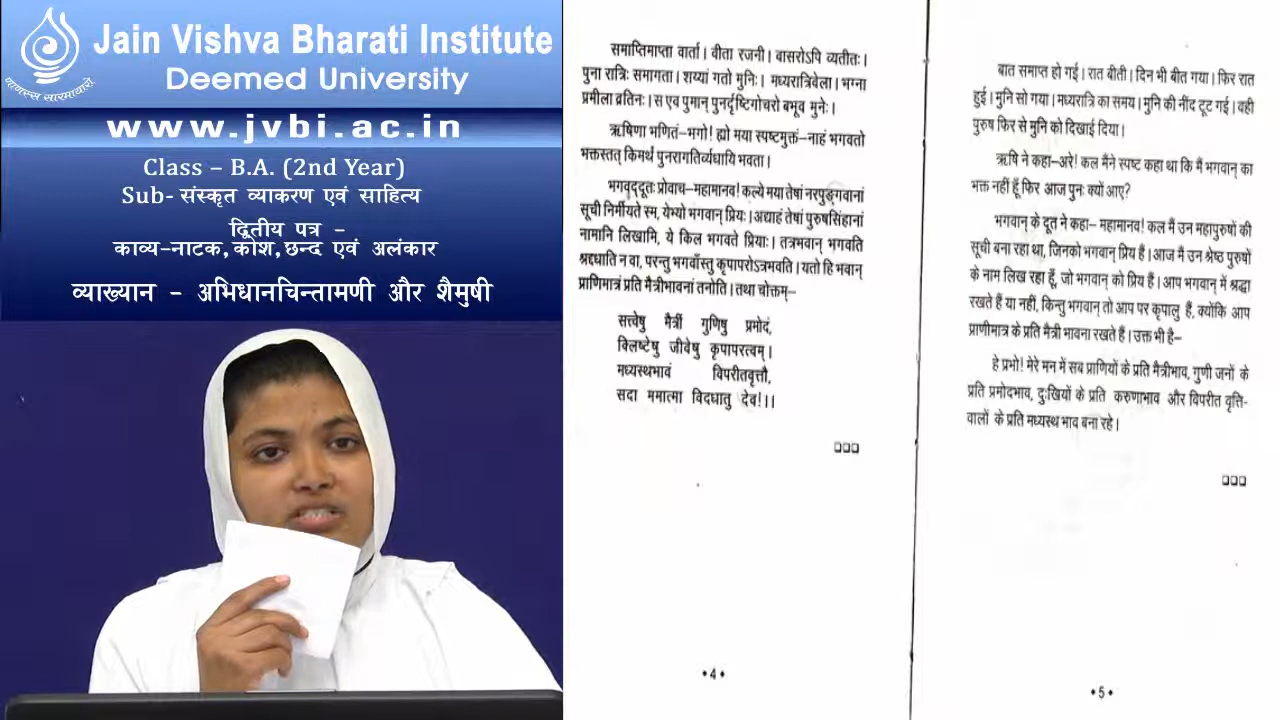 Jain Vishva Bharati Institute
Deemed University
णाणस्स सारमायारो
www.jvbi.ac.in
Class – B.A. (2nd Year)
Sub- संस्कृत व्याकरण एवं साहित्य
द्वितीय पत्र –
काव्य-नाटक,कोश,छन्द एवं अलंकार
व्याख्यान - अभिधानचिन्तामणी और शैमुषी
समाप्तिमाप्ता वार्ता। वीता रजनी। वासरोऽपि व्यतीतः।
पुना रात्रिः समागता। शय्यां गतो मुनिः। मध्यरात्रिवेला। भग्ना
प्रमीला व्रतिनः। स एव पुमान् पुनर्दृष्टिगोचरो बभूव मुनेः।
ऋषिणा भणितं-भगो! ह्यो मया स्पष्टमुक्तं-नाहं भगवतो
भक्तस्तत् किमर्थं पुनरागतिर्व्यधायि भवता।
भगवद्दूतः प्रोवाच-महामानव! कल्ये मया तेषां नरपुङ्गवानां
सूची निर्मीयते स्म, येभ्यो भगवान् प्रियः। अद्याहं तेषां पुरुषसिंहानां
नामानि लिखामि, ये किल भगवते प्रियाः। तत्रभवान् भगवति
श्रद्दधाति न वा, परन्तु भगवाँस्तु कृपापरोऽत्रभवति। यतो हि भवान्
प्राणिमात्रं प्रति मैत्रीभावनां तनोति। तथा चोक्तम्-
सत्त्वेषु मैत्रीं गुणिषु प्रमोदं,
क्लिष्टेषु जीवेषु कृपापरत्वम्।
मध्यस्थभावं विपरीतवृत्तौ,
सदा ममात्मा विदधातु देव!।।
•4•
बात समाप्त हो गई। रात बीती। दिन भी बीत गया। फिर रात
हुई। मुनि सो गया। मध्यरात्रि का समय। मुनि की नींद टूट गई। वही
पुरुष फिर से मुनि को दिखाई दिया।
ऋषि ने कहा-अरे! कल मैंने स्पष्ट कहा था कि मैं भगवान् का
भक्त नहीं हूँ फिर आज पुनः क्यों आए?
भगवान् के दूत ने कहा- महामानव! कल मैं उन महापुरुषों की
सूची बना रहा था, जिनको भगवान् प्रिय हैं। आज मैं उन श्रेष्ठ पुरुषों
के नाम लिख रहा हूँ, जो भगवान् को प्रिय हैं। आप भगवान् में श्रद्धा
रखते हैं या नहीं, किन्तु भगवान् तो आप पर कृपालु हैं, क्योंकि आप
प्राणीमात्र के प्रति मैत्री भावना रखते हैं। उक्त भी है-
हे प्रभो! मेरे मन में सब प्राणियों के प्रति मैत्रीभाव, गुणी जनों के
प्रति प्रमोदभाव, दुःखियों के प्रति करुणाभाव और विपरीत वृत्ति-
वालों के प्रति मध्यस्थ भाव बना रहे।
•5•